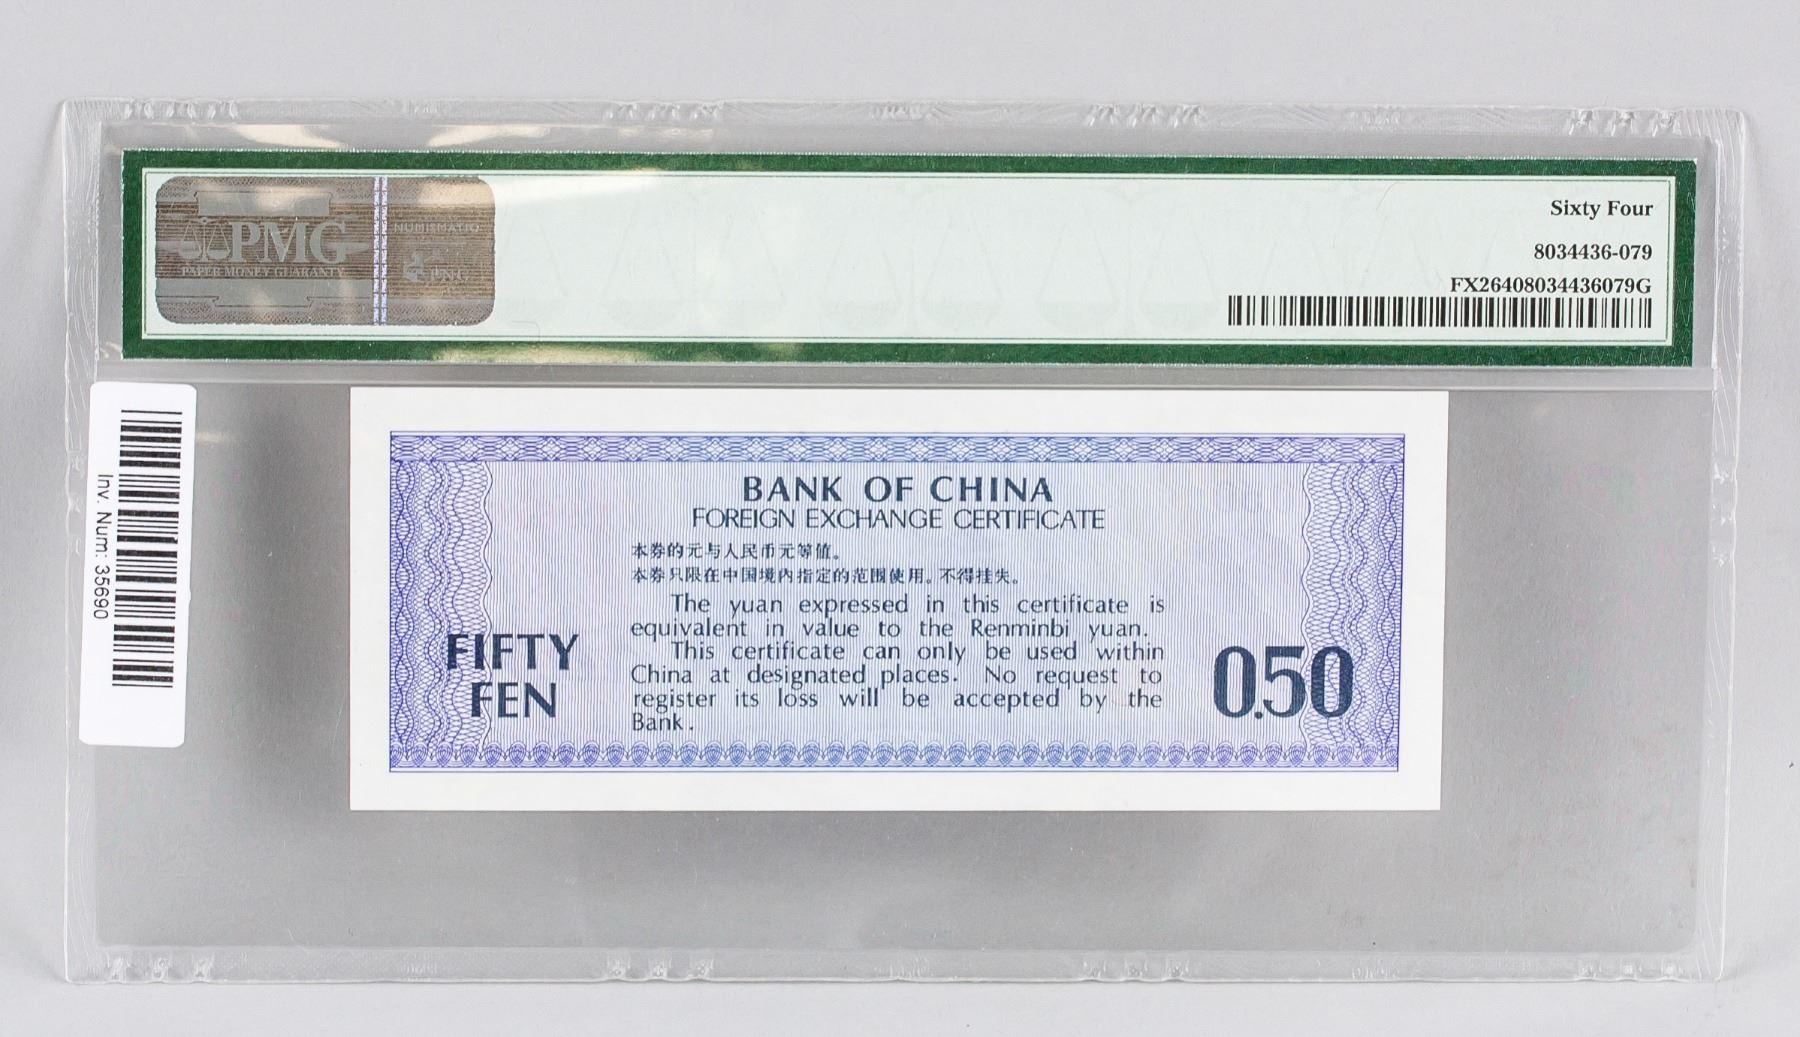 PMG
PAPER MONEY GUARANTY
NUMISMATIC
PNG
Sixty Four
8034436-079
FX26408034436079G
Inv. Num: 35690
BANK OF CHINA
FOREIGN EXCHANGE CERTIFICATE
本券的元与人民币元等值。
本券只限在中国境内指定的范围使用。不得挂失。
The yuan expressed in this certificate is
equivalent in value to the Renminbi yuan.
This certificate can only be used within
China at designated places. No request to
register its loss will be accepted by the
Bank.
FIFTY
FEN
0.50